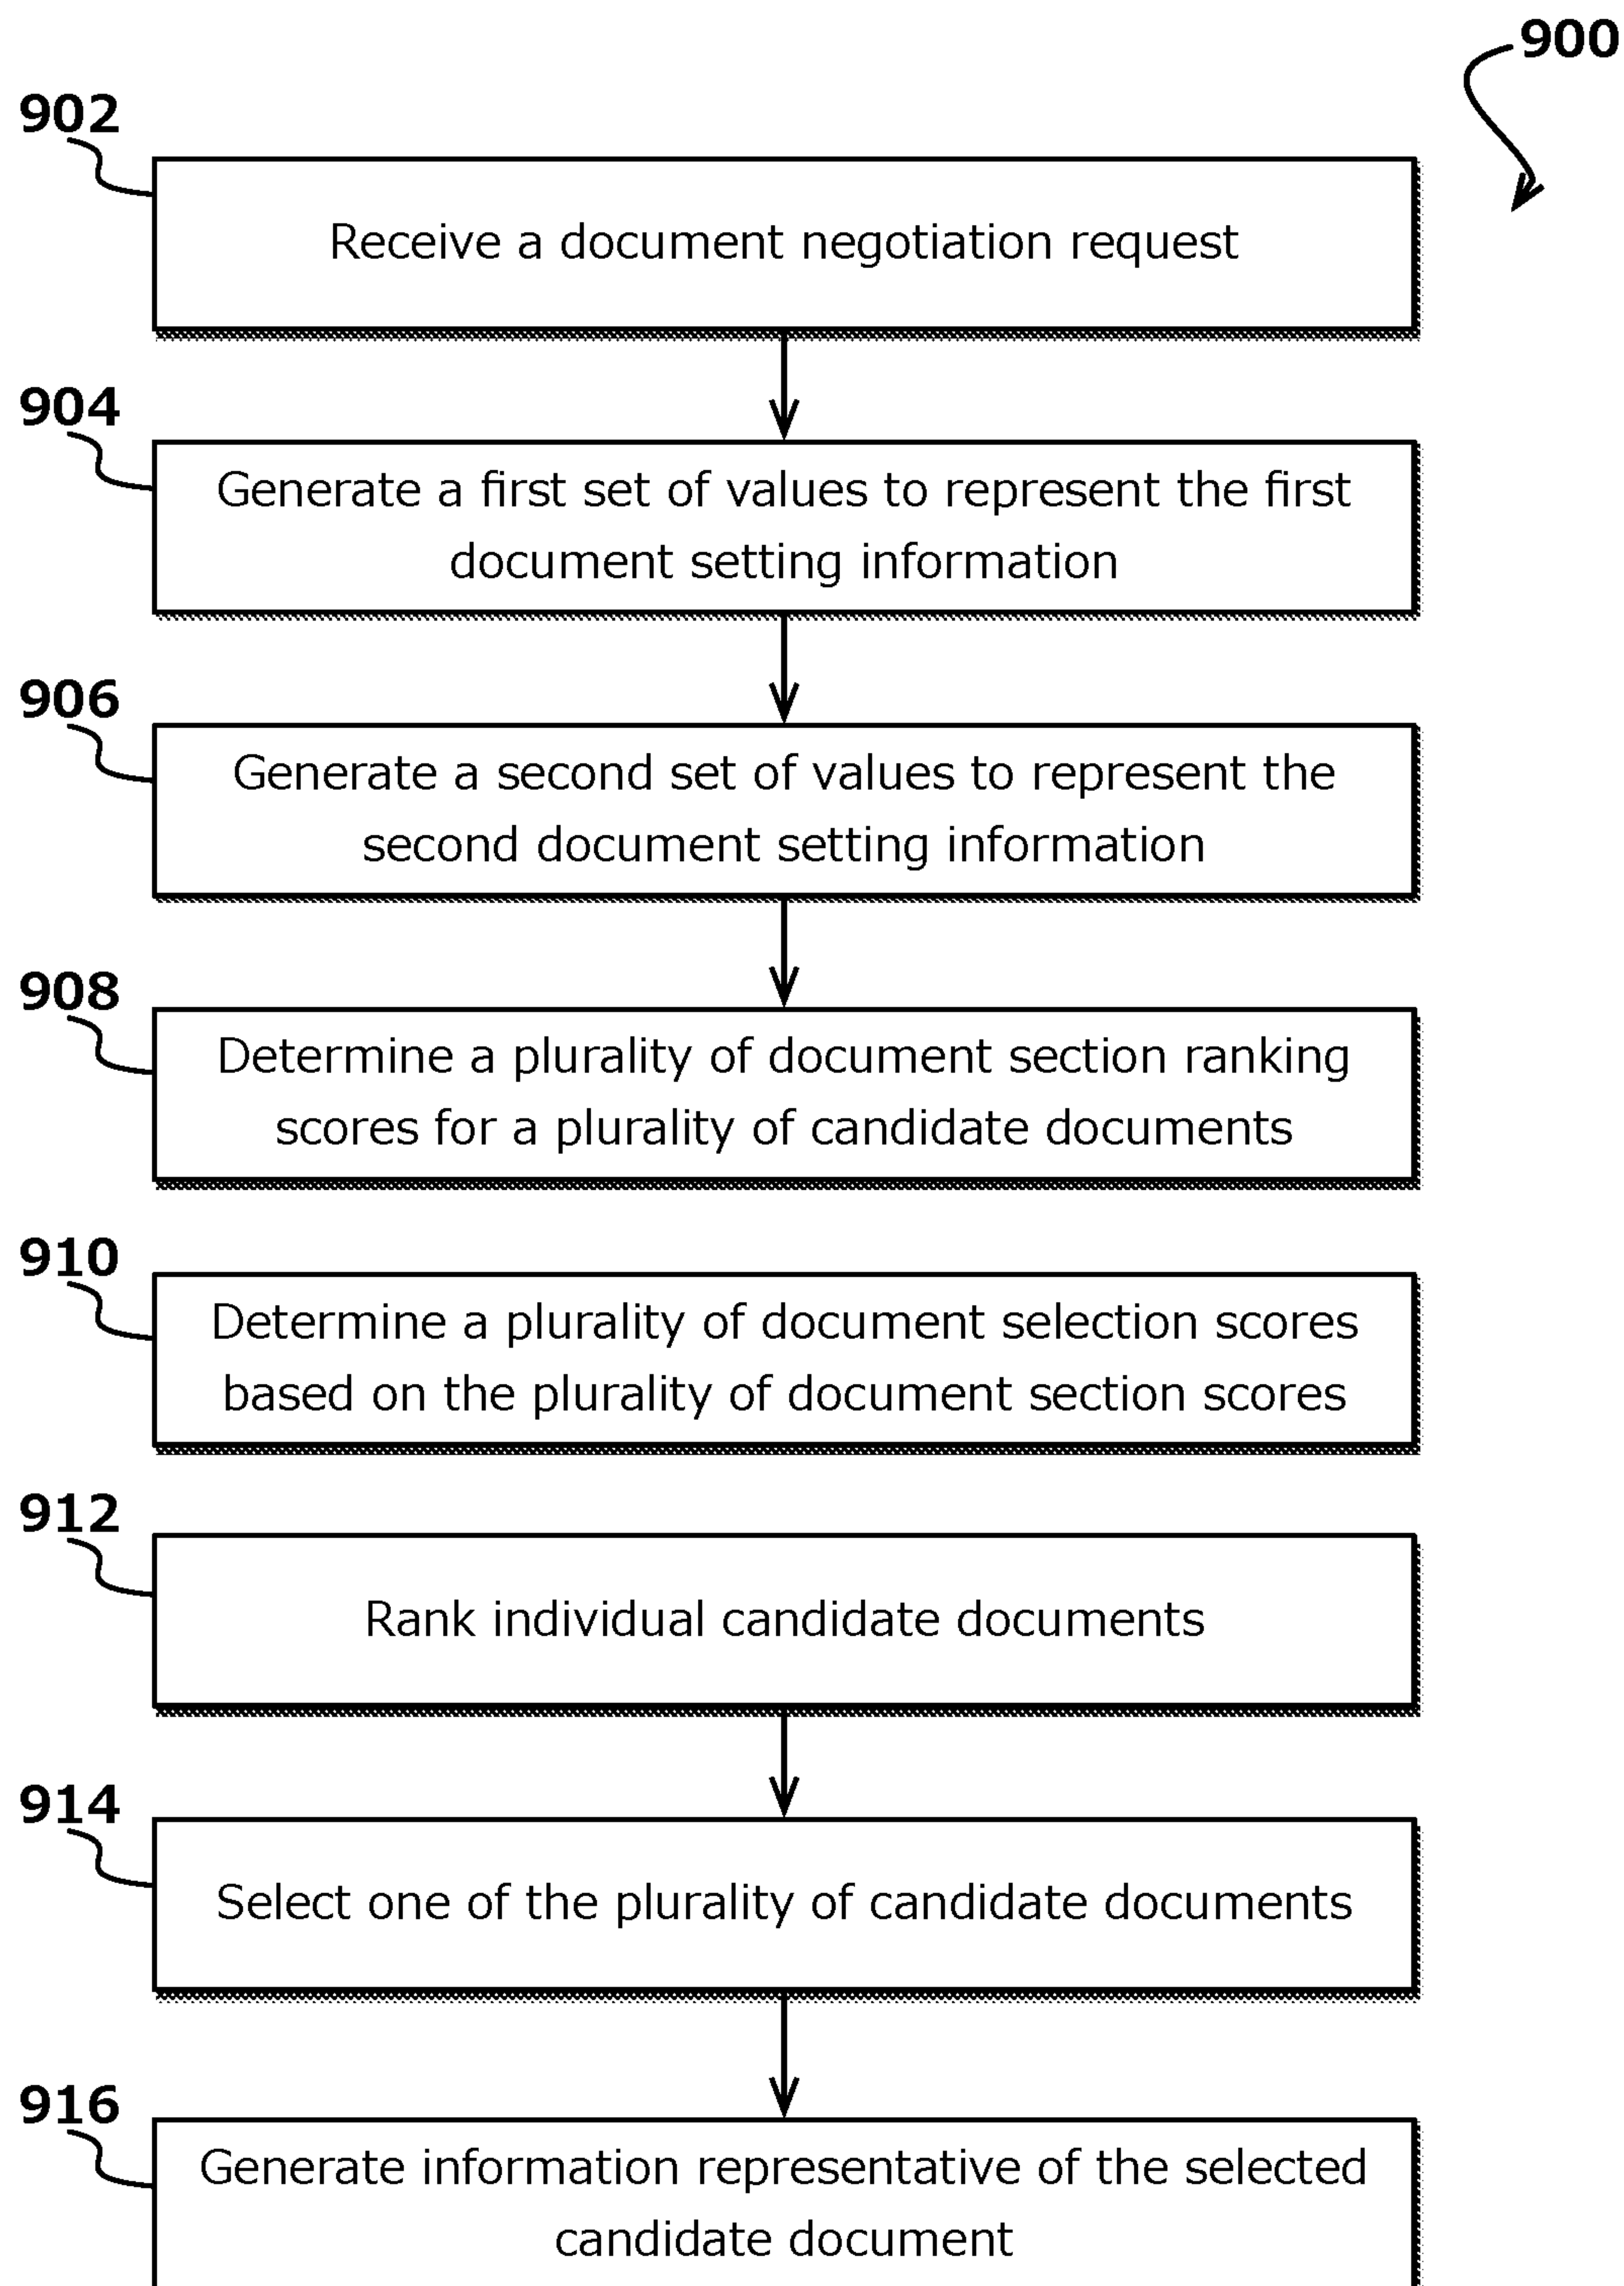 900
902
Receive a document negotiation request
904
Generate a first set of values to represent the first
document setting information
906
Generate a second set of values to represent the
second document setting information
908
Determine a plurality of document section ranking
scores for a plurality of candidate documents
910
Determine a plurality of document selection scores
based on the plurality of document section scores
912
Rank individual candidate documents
914
Select one of the plurality of candidate documents
916
Generate information representative of the selected
candidate document